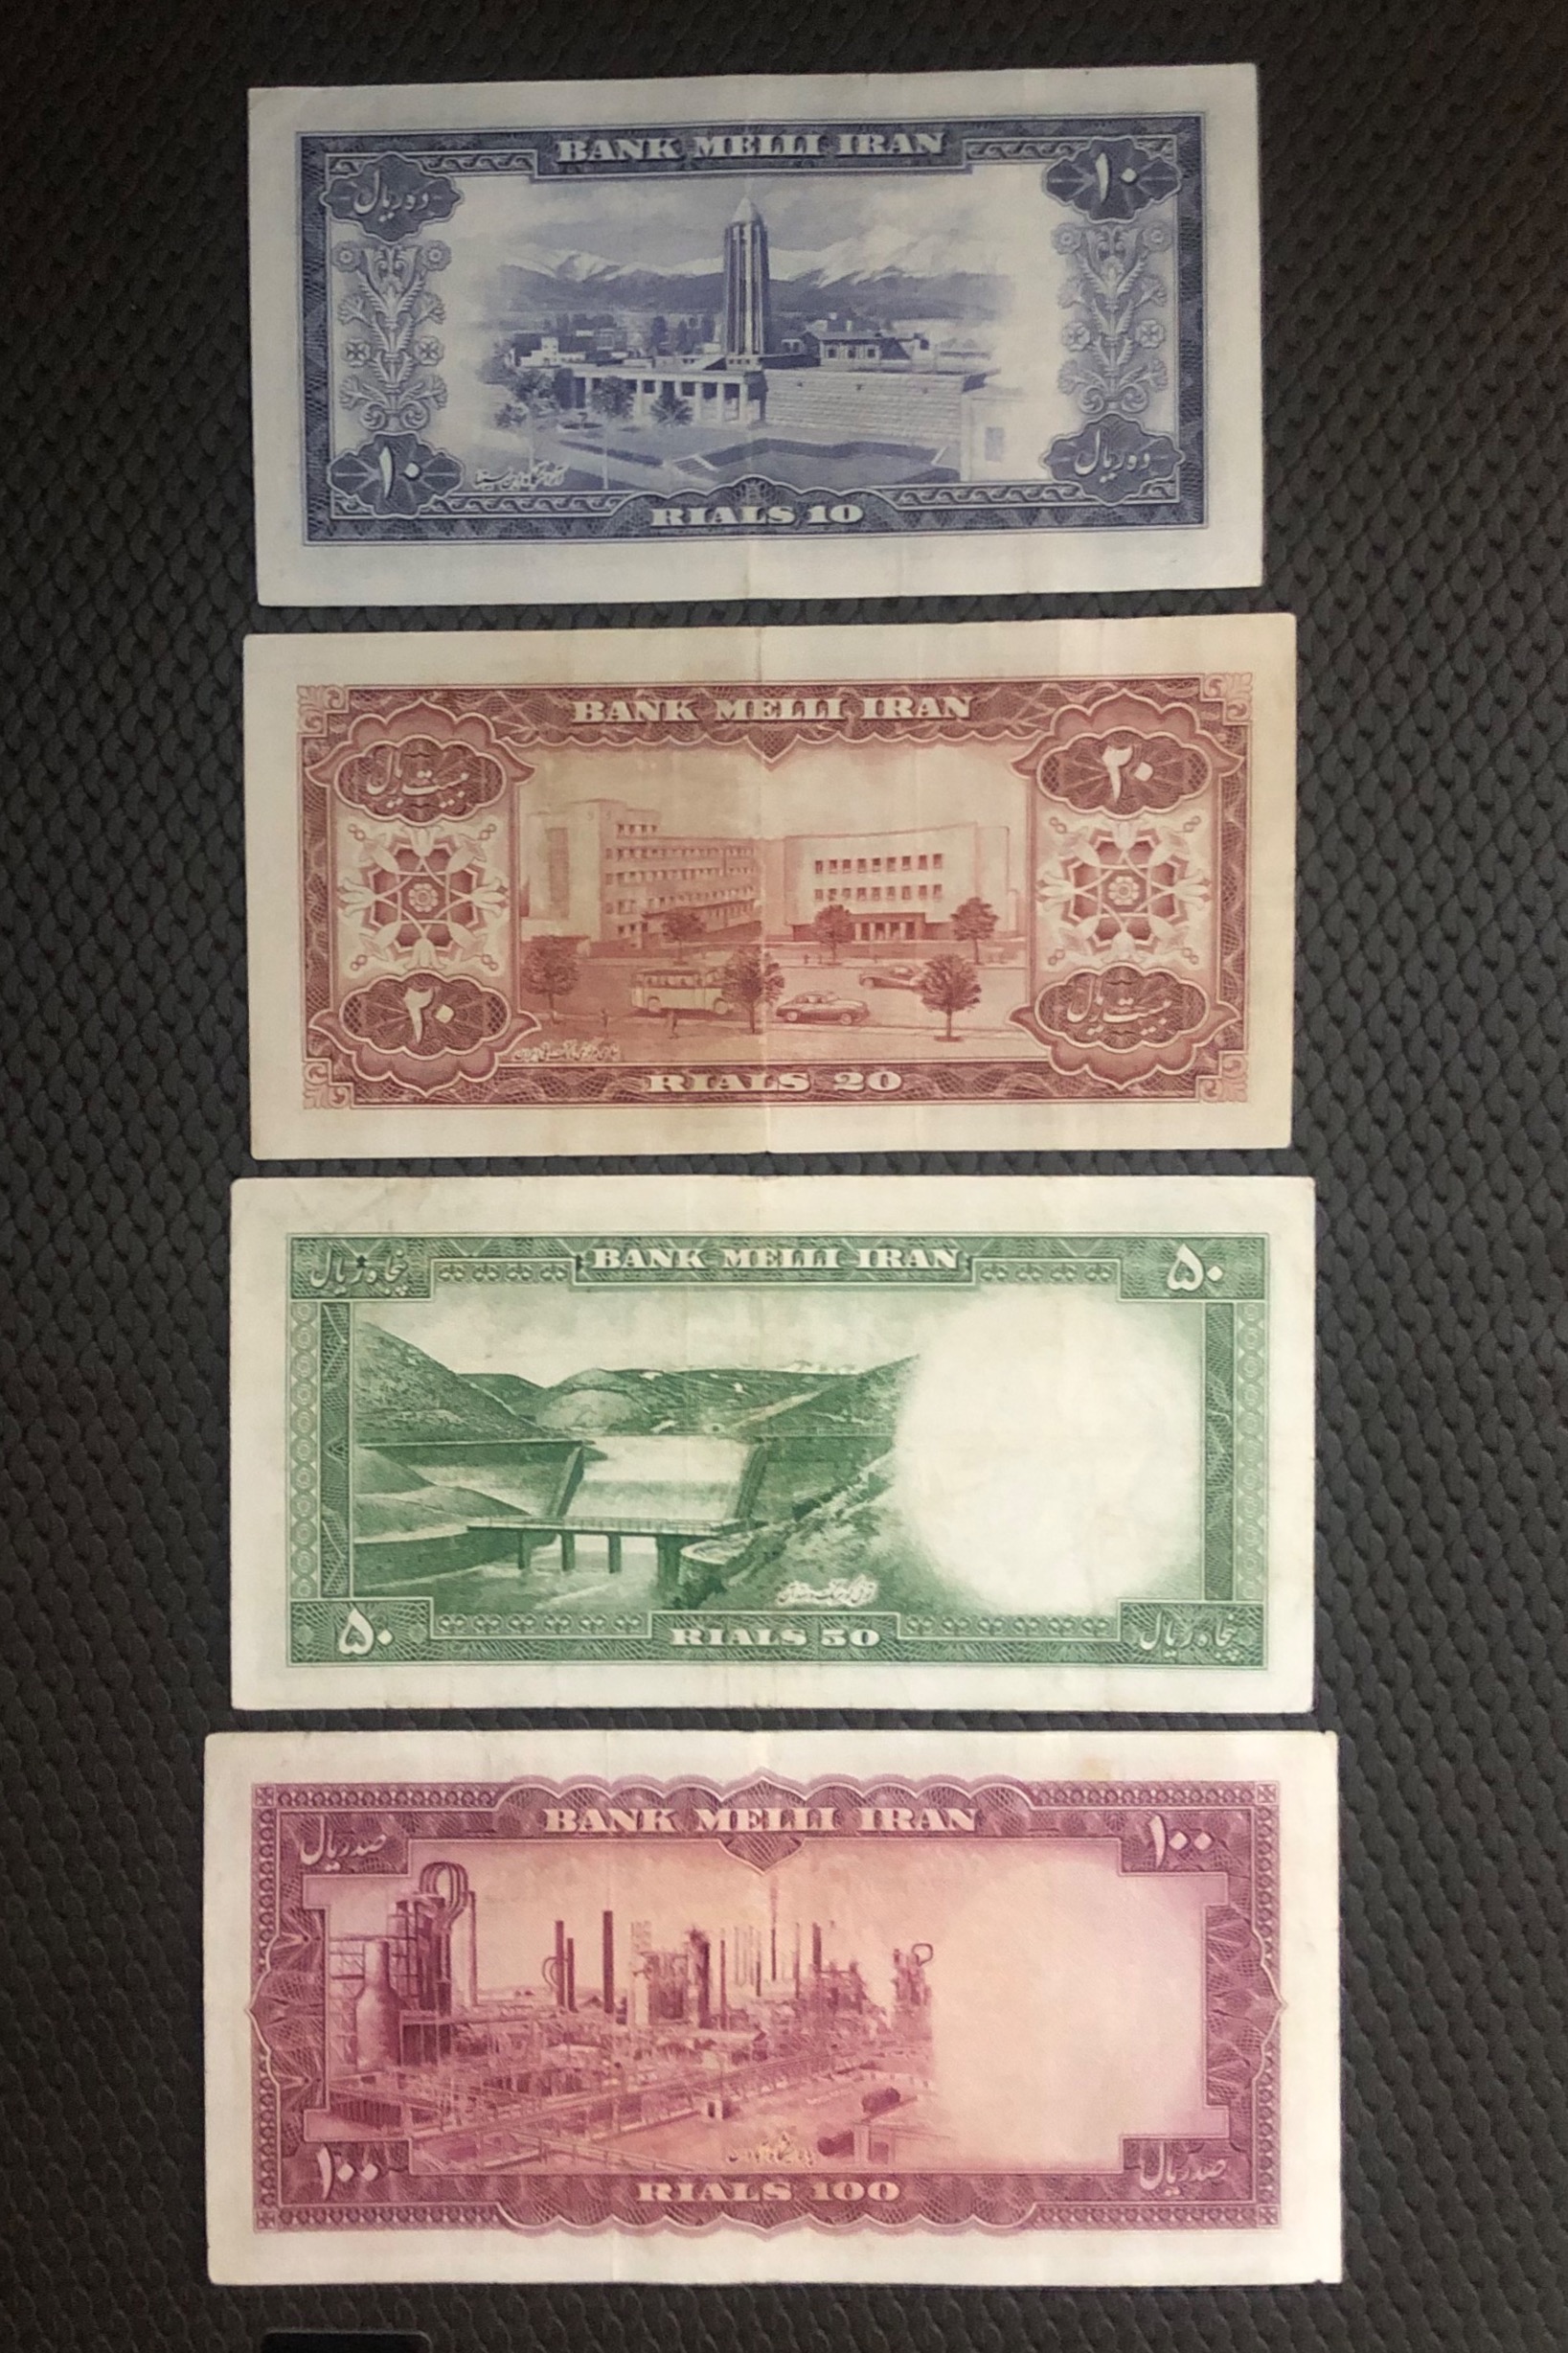 BANK MELLI IRAN
ده ریال ۱۰
۱۰ ده ریال
RIALS 10
BANK MELLI IRAN
بیست ریال ۲۰
۲۰ بیست ریال
RIALS 20
BANK MELLI IRAN
پنجاه ریال ۵۰
۵۰ پنجاه ریال
RIALS 50
BANK MELLI IRAN
صد ریال ۱۰۰
۱۰۰ صد ریال
RIALS 100